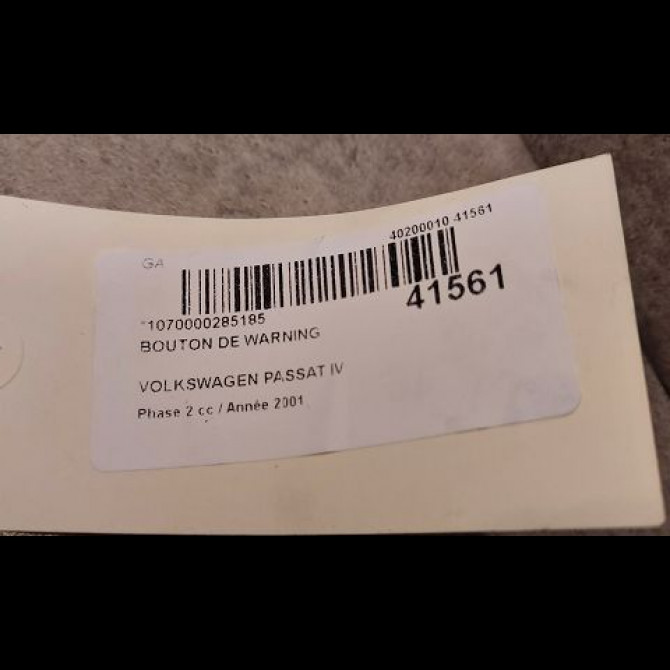 GA
40200010 41561
41561
*1070000285185
BOUTON DE WARNING
VOLKSWAGEN PASSAT IV
Phase 2 cc / Année 2001